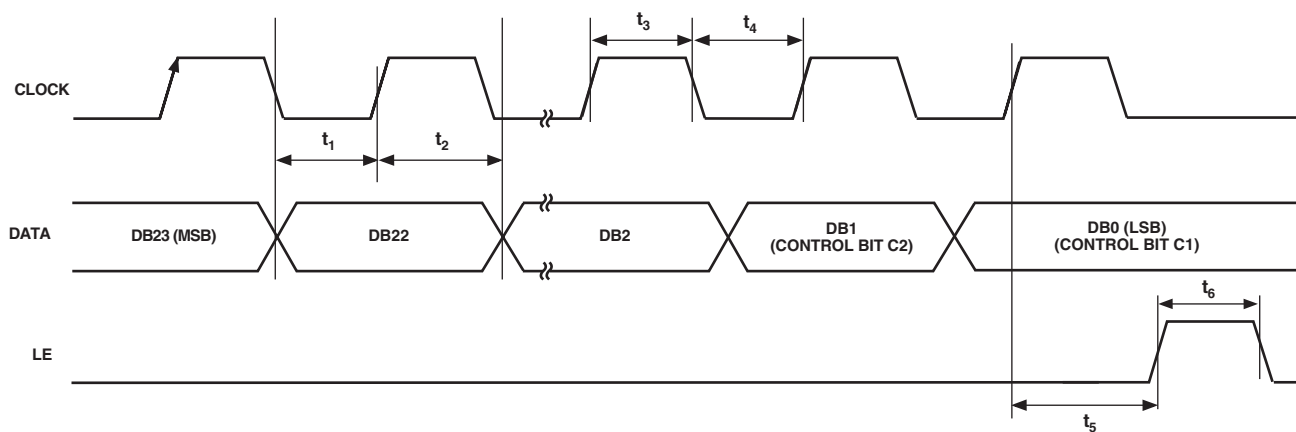 t3
t4
CLOCK
t1
t2
DATA
DB23 (MSB)
DB22
DB2
DB1
(CONTROL BIT C2)
DB0 (LSB)
(CONTROL BIT C1)
t6
LE
t5